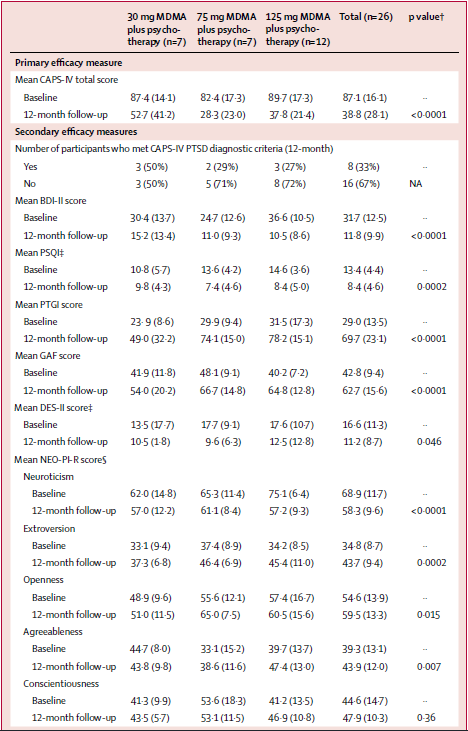 30 mg MDMA 75 mg MDMA 125 mg MDMA Total (n=26) p value†
plus psycho- plus psycho- plus psycho-
therapy (n=7) therapy (n=7) therapy (n=12)
Primary efficacy measure
Mean CAPS-IV total score
Baseline 87·4 (14·1) 82·4 (17·3) 89·7 (17·3) 87·1 (16·1) ··
12-month follow-up 52·7 (41·2) 28·3 (23·0) 37·8 (21·4) 38·8 (28·1) <0·0001
Secondary efficacy measures
Number of participants who met CAPS-IV PTSD diagnostic criteria (12-month)
Yes 3 (50%) 2 (29%) 3 (27%) 8 (33%) ··
No 3 (50%) 5 (71%) 8 (72%) 16 (67%) NA
Mean BDI-II score
Baseline 30·4 (13·7) 24·7 (12·6) 36·6 (10·5) 31·7 (12·5) ··
12-month follow-up 15·2 (13·4) 11·0 (9·3) 10·5 (8·6) 11·8 (9·9) <0·0001
Mean PSQI‡
Baseline 10·8 (5·7) 13·6 (4·2) 14·6 (3·6) 13·4 (4·4) ··
12-month follow-up 9·8 (4·3) 7·4 (4·6) 8·4 (5·0) 8·4 (4·6) 0·0002
Mean PTGI score
Baseline 23· 9 (8·6) 29·9 (9·4) 31·5 (17·3) 29·0 (13·5) ··
12-month follow-up 49·0 (32·2) 74·1 (15·0) 78·2 (15·1) 69·7 (23·1) <0·0001
Mean GAF score
Baseline 41·9 (11·8) 48·1 (9·1) 40·2 (7·2) 42·8 (9·4) ··
12-month follow-up 54·0 (20·2) 66·7 (14·8) 64·8 (12·8) 62·7 (15·6) <0·0001
Mean DES-II score‡
Baseline 13·5 (17·7) 17·7 (9·1) 17·6 (10·7) 16·6 (11·3) ··
12-month follow-up 10·5 (1·8) 9·6 (6·3) 12·5 (12·8) 11·2 (8·7) 0·046
Mean NEO-PI-R score§
Neuroticism
Baseline 62·0 (14·8) 65·3 (11·4) 75·1 (6·4) 68·9 (11·7) ··
12-month follow-up 57·0 (12·2) 61·1 (8·4) 57·2 (9·3) 58·3 (9·6) <0·0001
Extroversion
Baseline 33·1 (9·4) 37·4 (8·9) 34·2 (8·5) 34·8 (8·7) ··
12-month follow-up 37·3 (6·8) 46·4 (6·9) 45·4 (11·0) 43·7 (9·4) 0·0002
Openness
Baseline 48·9 (9·6) 55·6 (12·1) 57·4 (16·7) 54·6 (13·9) ··
12-month follow-up 51·0 (11·5) 65·0 (7·5) 60·5 (15·6) 59·5 (13·3) 0·015
Agreeableness
Baseline 44·7 (8·0) 33·1 (15·2) 39·7 (13·7) 39·3 (13·1) ··
12-month follow-up 43·8 (9·8) 38·6 (11·6) 47·4 (13·0) 43·9 (12·0) 0·007
Conscientiousness
Baseline 41·3 (9·9) 53·6 (18·3) 41·2 (13·5) 44·6 (14·7) ··
12-month follow-up 43·5 (5·7) 53·1 (11·5) 46·9 (10·8) 47·9 (10·3) 0·36